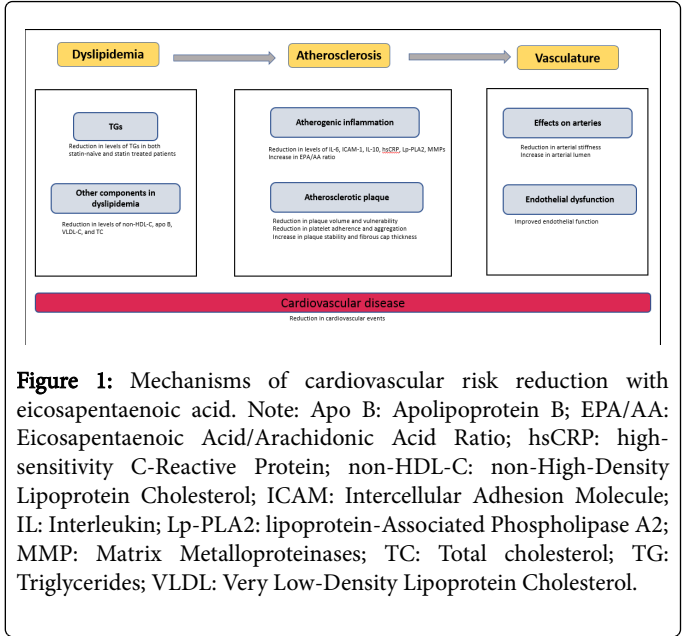 Dyslipidemia
Atherosclerosis
Vasculature
TGs
Reduction in levels of TGs in both
statin-naïve and statin treated patients
Other components in
dyslipidemia
Reduction in levels of non-HDL-C, apo B,
VLDL-C, and TC
Atherogenic inflammation
Reduction in levels of IL-6, ICAM-1, IL-10, hsCRP, Lp-PLA2, MMPs
Increase in EPA/AA ratio
Atherosclerotic plaque
Reduction in plaque volume and vulnerability
Reduction in platelet adherence and aggregation
Increase in plaque stability and fibrous cap thickness
Effects on arteries
Reduction in arterial stiffness
Increase in arterial lumen
Endothelial dysfunction
Improved endothelial function
Cardiovascular disease
Reduction in cardiovascular events
Figure 1: Mechanisms of cardiovascular risk reduction with
eicosapentaenoic acid. Note: Apo B: Apolipoprotein B; EPA/AA:
Eicosapentaenoic Acid/Arachidonic Acid Ratio; hsCRP: high-
sensitivity C-Reactive Protein; non-HDL-C: non-High-Density
Lipoprotein Cholesterol; ICAM: Intercellular Adhesion Molecule;
IL: Interleukin; Lp-PLA2: lipoprotein-Associated Phospholipase A2;
MMP: Matrix Metalloproteinases; TC: Total cholesterol; TG:
Triglycerides; VLDL: Very Low-Density Lipoprotein Cholesterol.